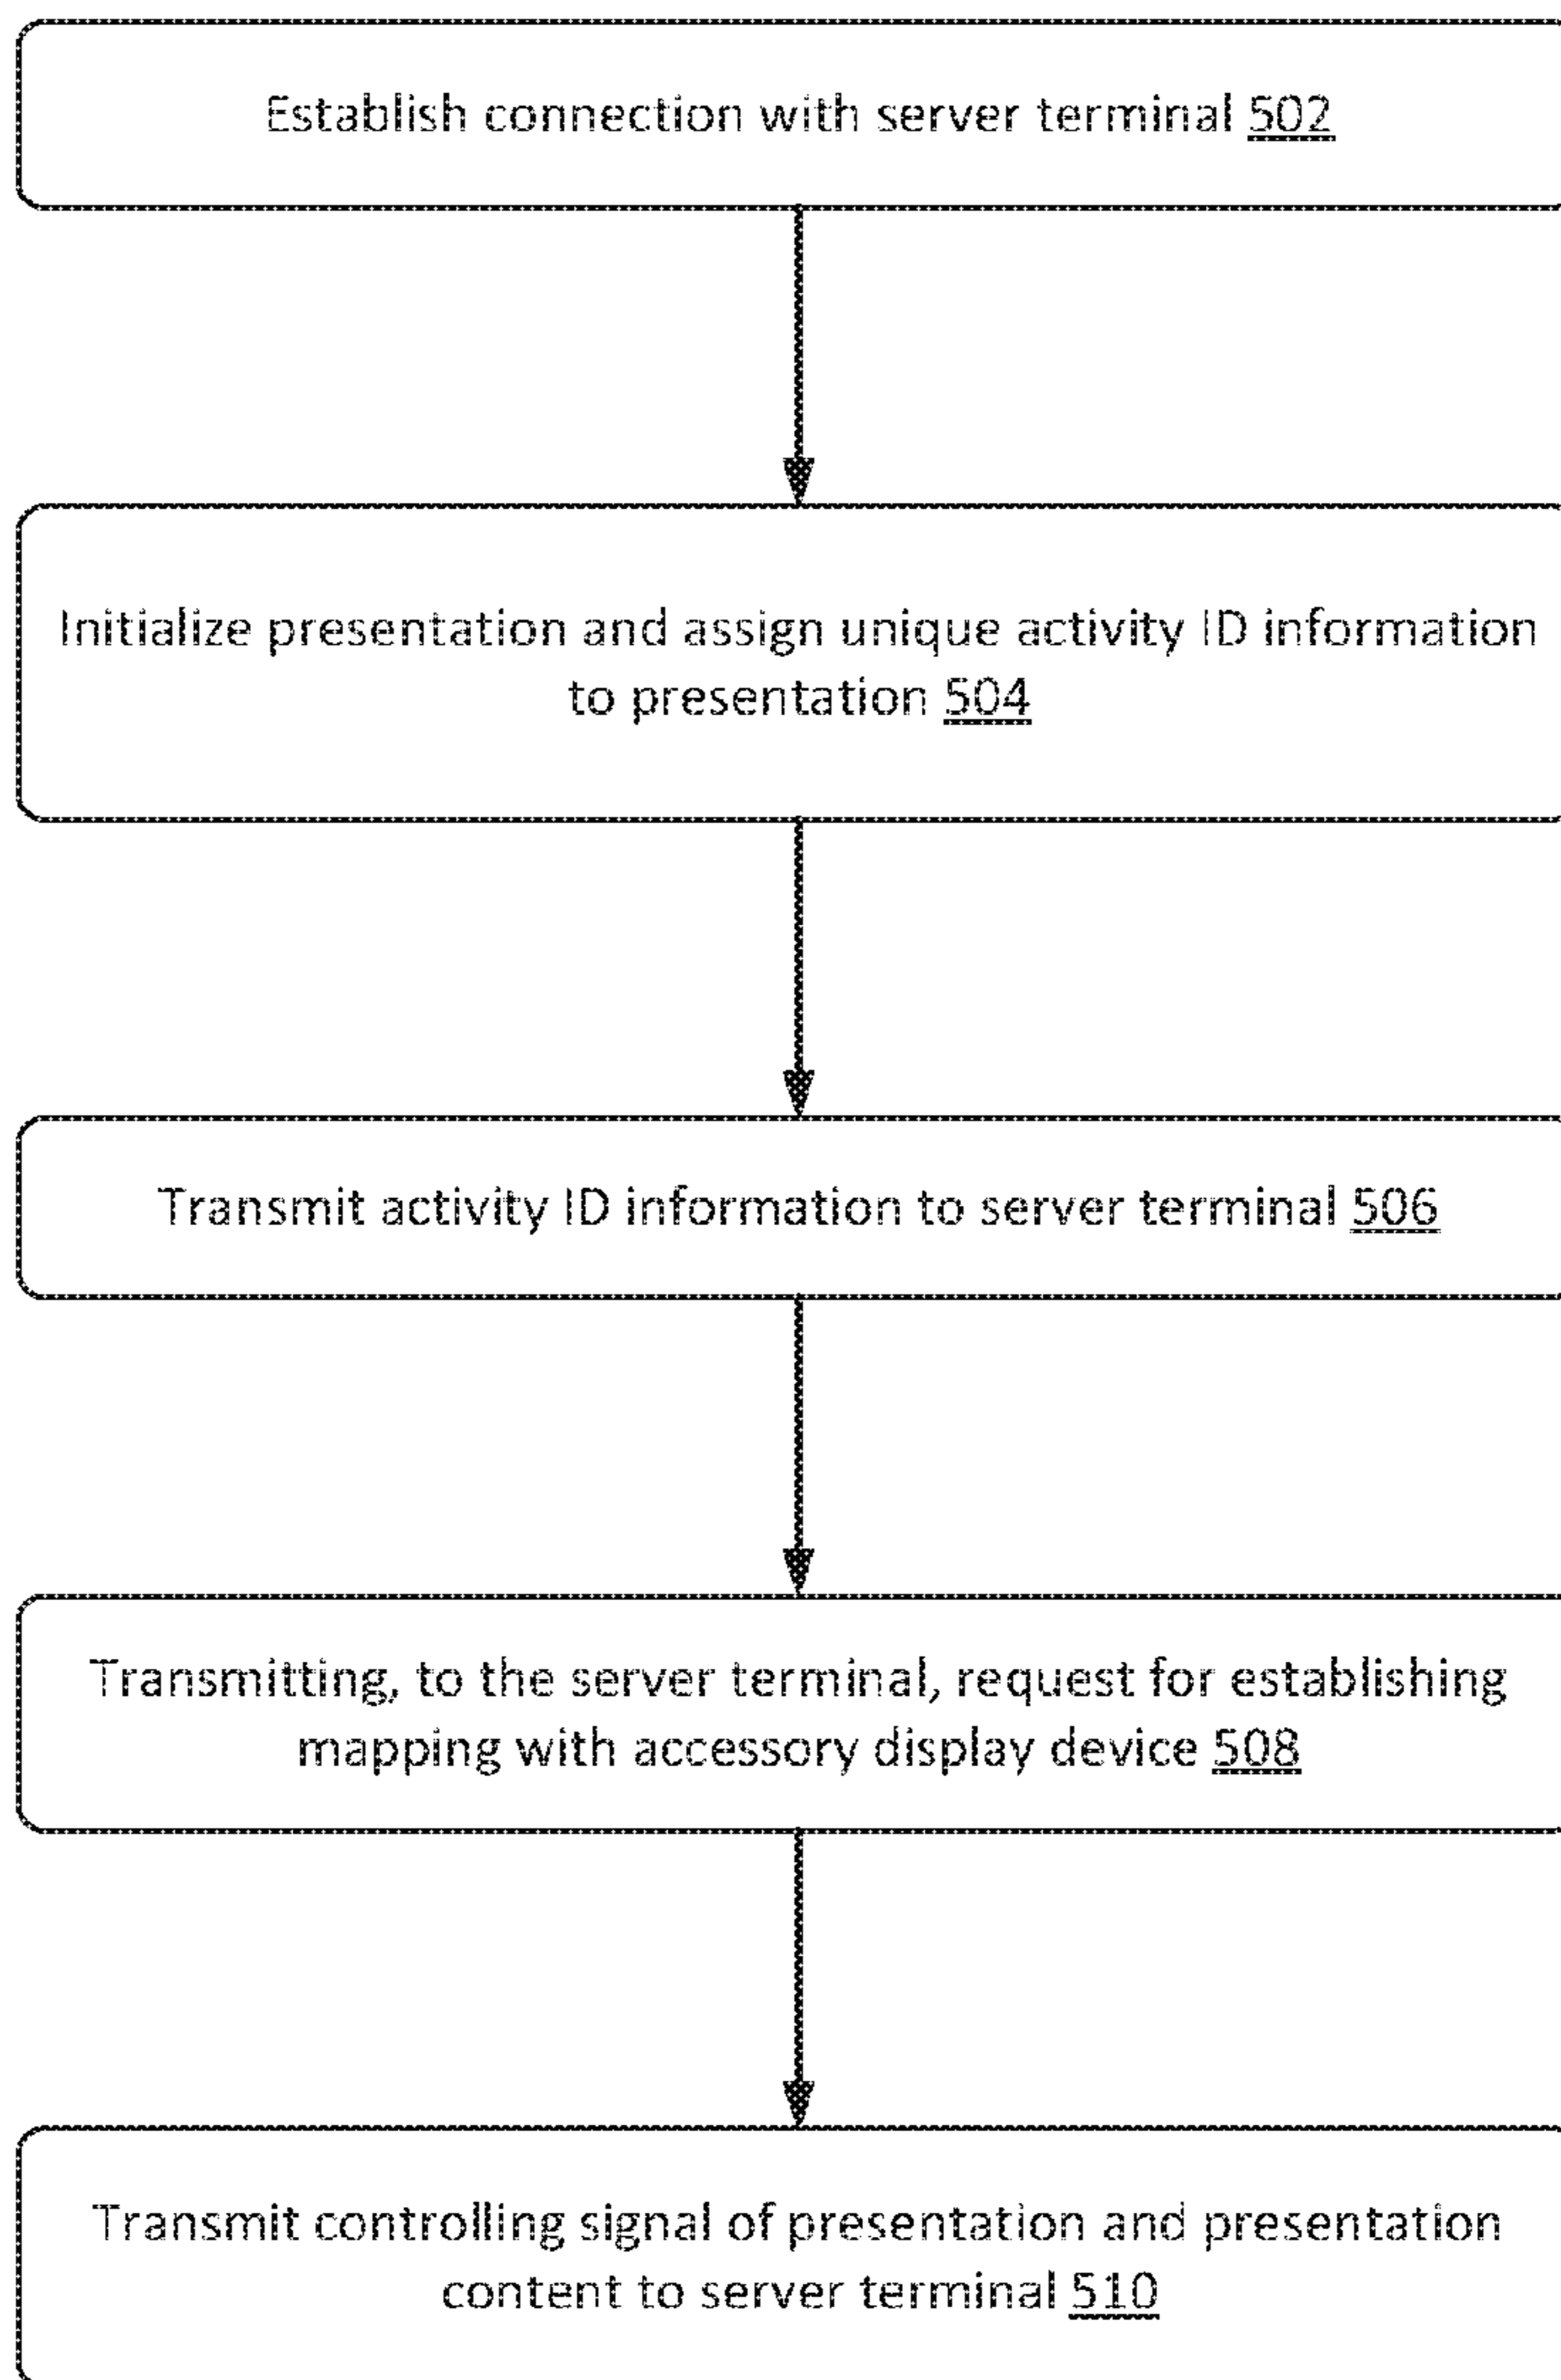 Establish connection with server terminal 502
Initialize presentation and assign unique activity ID information
to presentation 504
Transmit activity ID information to server terminal 506
Transmitting, to the server terminal, request for establishing
mapping with accessory display device 508
Transmit controlling signal of presentation and presentation
content to server terminal 510